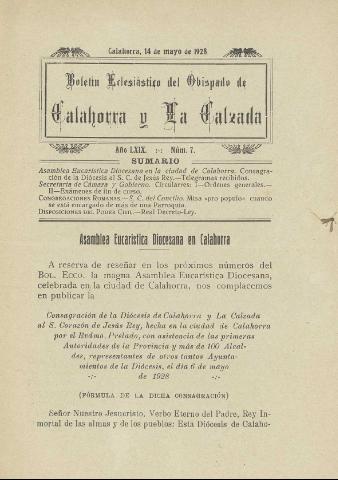 Calahorra, 14 de mayo de 1928
Boletín Eclesiástico del Obispado de
Calahorra y La Calzada
Año LXIX. :-: Núm. 7.
SUMARIO
Asamblea Eucarística Diocesana en la ciudad de Calahorra. Consagra-
ción de la Diócesis al S. C. de Jesús Rey.—Telegramas recibidos.
Secretaría de Cámara y Gobierno. Circulares: I—Ordenes generales.—
II—Exámenes de fin de curso.
CONGREGACIONES ROMANAS.—S. C. del Concilio. Misa «pro populo» cuando
se está encargado de más de una Parroquia.
DISPOSICIONES DEL PODER CIVIL.—Real Decreto-Ley.
Asamblea Eucarística Diocesana en Calahorra
A reserva de reseñar en los próximos números del
BOL. ECCO. la magna Asamblea Eucarística Diocesana,
celebrada en la ciudad de Calahorra, nos complacemos
en publicar la
Consagración de la Diócesis de Calahorra y La Calzada
al S. Corazón de Jesús Rey, hecha en la ciudad de Calahorra
por el Rvdmo. Prelado, con asistencia de las primeras
Autoridades de la Provincia y más de 100 Alcal-
des, representantes de otros tantos Ayunta-
mientos de la Diócesis, el día 6 de mayo
-:- de 1928 -:-
(FÓRMULA DE LA DICHA CONSAGRACIÓN)
Señor Nuestro Jesucristo, Verbo Eterno del Padre, Rey In-
mortal de las almas y de los pueblos: Esta Diócesis de Calaho-